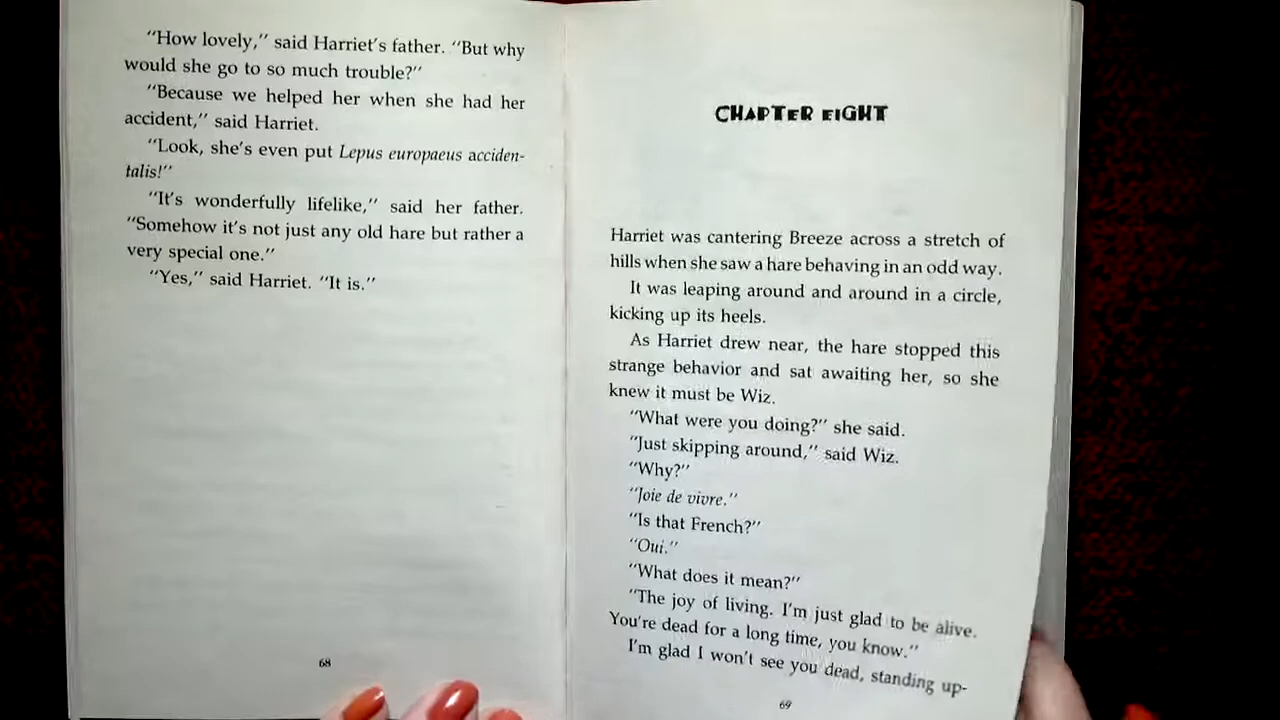 “How lovely,” said Harriet’s father. “But why
would she go to so much trouble?”
“Because we helped her when she had her
accident,” said Harriet.
“Look, she’s even put Lepus europaeus acciden-
talis!”
“It’s wonderfully lifelike,” said her father.
“Somehow it’s not just any old hare but rather a
very special one.”
“Yes,” said Harriet. “It is.”
68
CHAPTER EIGHT
Harriet was cantering Breeze across a stretch of
hills when she saw a hare behaving in an odd way.
It was leaping around and around in a circle,
kicking up its heels.
As Harriet drew near, the hare stopped this
strange behavior and sat awaiting her, so she
knew it must be Wiz.
“What were you doing?” she said.
“Just skipping around,” said Wiz.
“Why?”
“Joie de vivre.”
“Is that French?”
“Oui.”
“What does it mean?”
“The joy of living. I’m just glad to be alive.
You’re dead for a long time, you know.”
I’m glad I won’t see you dead, standing up-
69